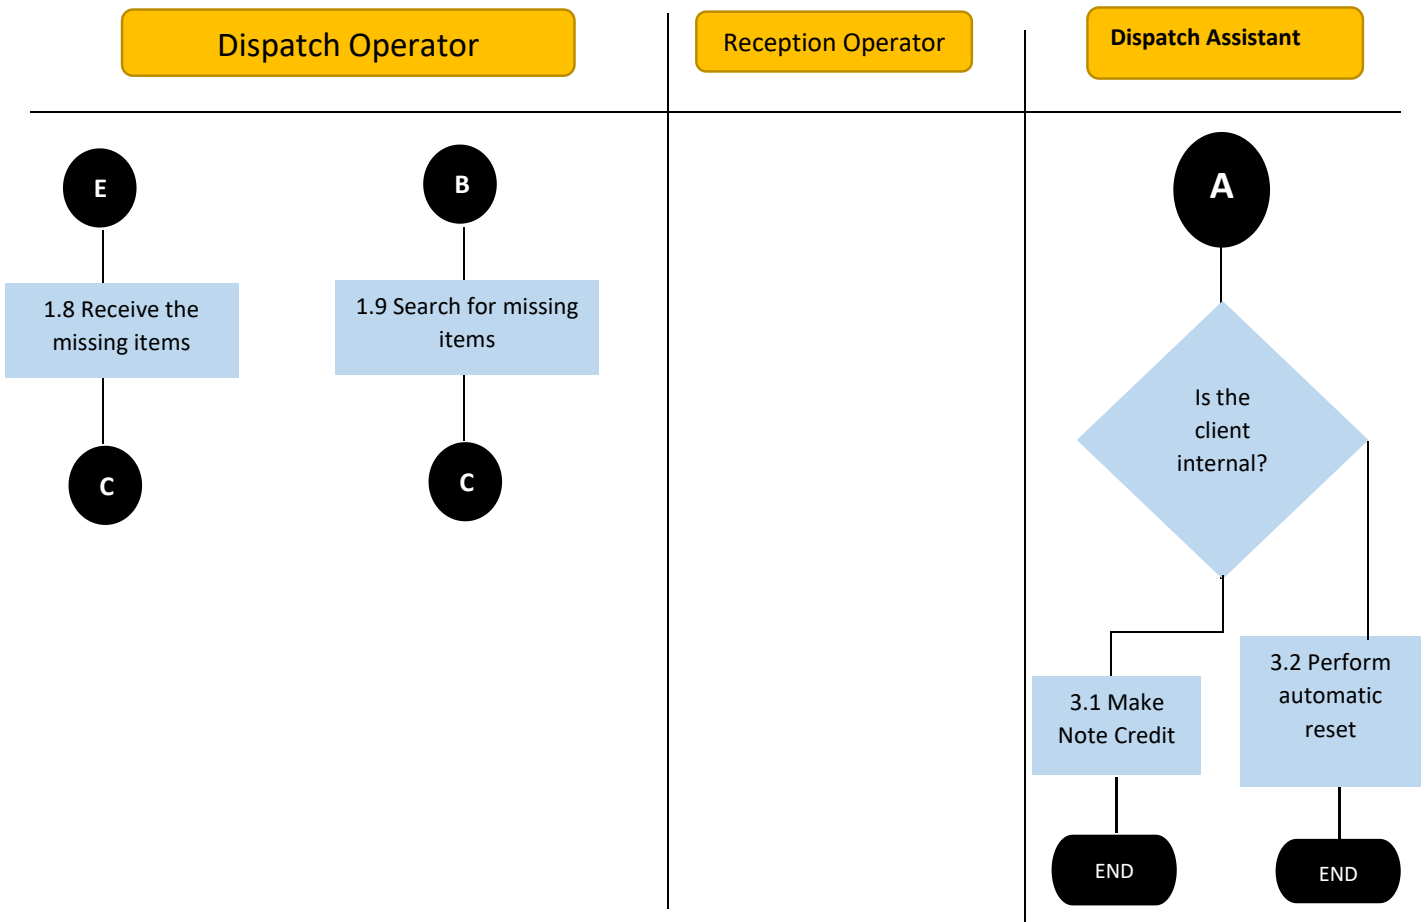 Dispatch Operator
Reception Operator
Dispatch Assistant
E
B
A
1.8 Receive the
missing items
1.9 Search for missing
items
Is the
client
internal?
C
C
3.1 Make
Note Credit
3.2 Perform
automatic
reset
END
END